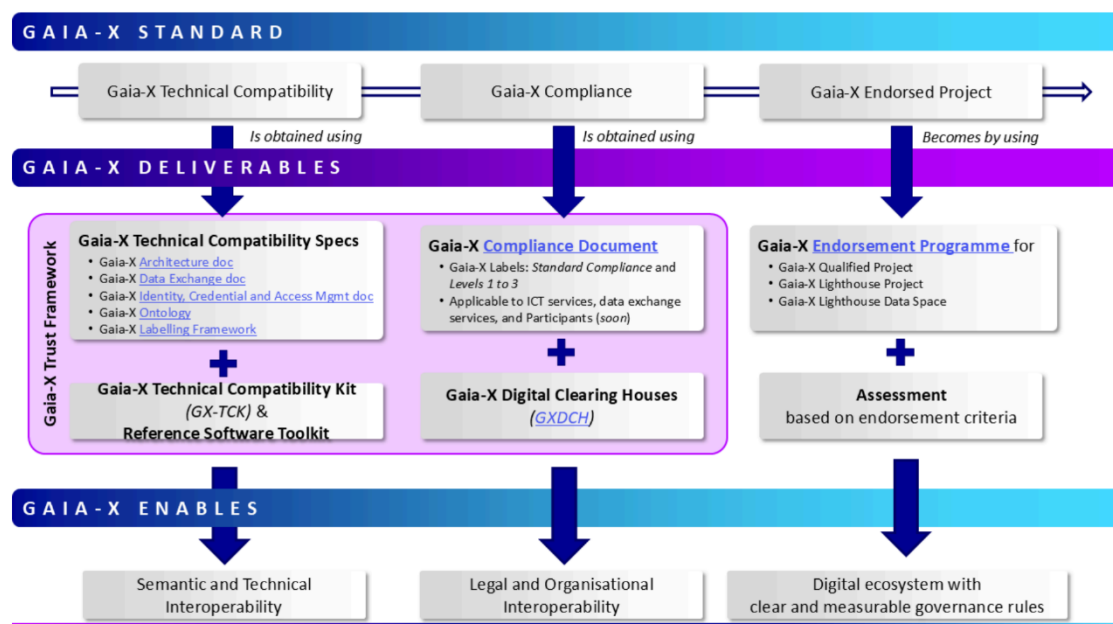 GAIA-X STANDARD
Gaia-X Technical Compatibility
Gaia-X Compliance
Gaia-X Endorsed Project
Is obtained using
Is obtained using
Becomes by using
GAIA-X DELIVERABLES
Gaia-X Trust Framework
Gaia-X Technical Compatibility Specs
• Gaia-X Architecture doc
• Gaia-X Data Exchange doc
• Gaia-X Identity, Credential and Access Mgmt doc
• Gaia-X Ontology
• Gaia-X Labelling Framework
Gaia-X Technical Compatibility Kit
(GX-TCK) &
Reference Software Toolkit
Gaia-X Compliance Document
• Gaia-X Labels: Standard Compliance and
Levels 1 to 3
• Applicable to ICT services, data exchange
services, and Participants (soon)
Gaia-X Digital Clearing Houses
(GXDCH)
Gaia-X Endorsement Programme for
• Gaia-X Qualified Project
• Gaia-X Lighthouse Project
• Gaia-X Lighthouse Data Space
Assessment
based on endorsement criteria
GAIA-X ENABLES
Semantic and Technical
Interoperability
Legal and Organisational
Interoperability
Digital ecosystem with
clear and measurable governance rules